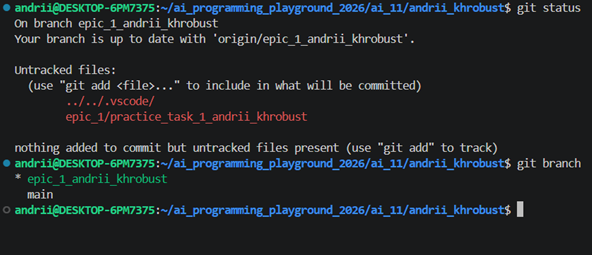 andrii@DESKTOP-6PM7375:~/ai_programming_playground_2026/ai_11/andrii_khrobust$ git status
On branch epic_1_andrii_khrobust
Your branch is up to date with 'origin/epic_1_andrii_khrobust'.
Untracked files:
(use "git add <file>..." to include in what will be committed)
../../.vscode/
epic_1/practice_task_1_andrii_khrobust
nothing added to commit but untracked files present (use "git add" to track)
andrii@DESKTOP-6PM7375:~/ai_programming_playground_2026/ai_11/andrii_khrobust$ git branch
* epic_1_andrii_khrobust
main
andrii@DESKTOP-6PM7375:~/ai_programming_playground_2026/ai_11/andrii_khrobust$